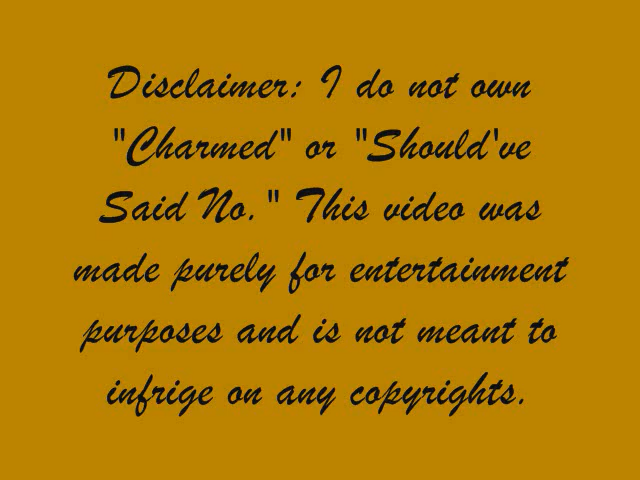 Disclaimer: I do not own
"Charmed" or "Should've
Said No." This video was
made purely for entertainment
purposes and is not meant to
infrige on any copyrights.